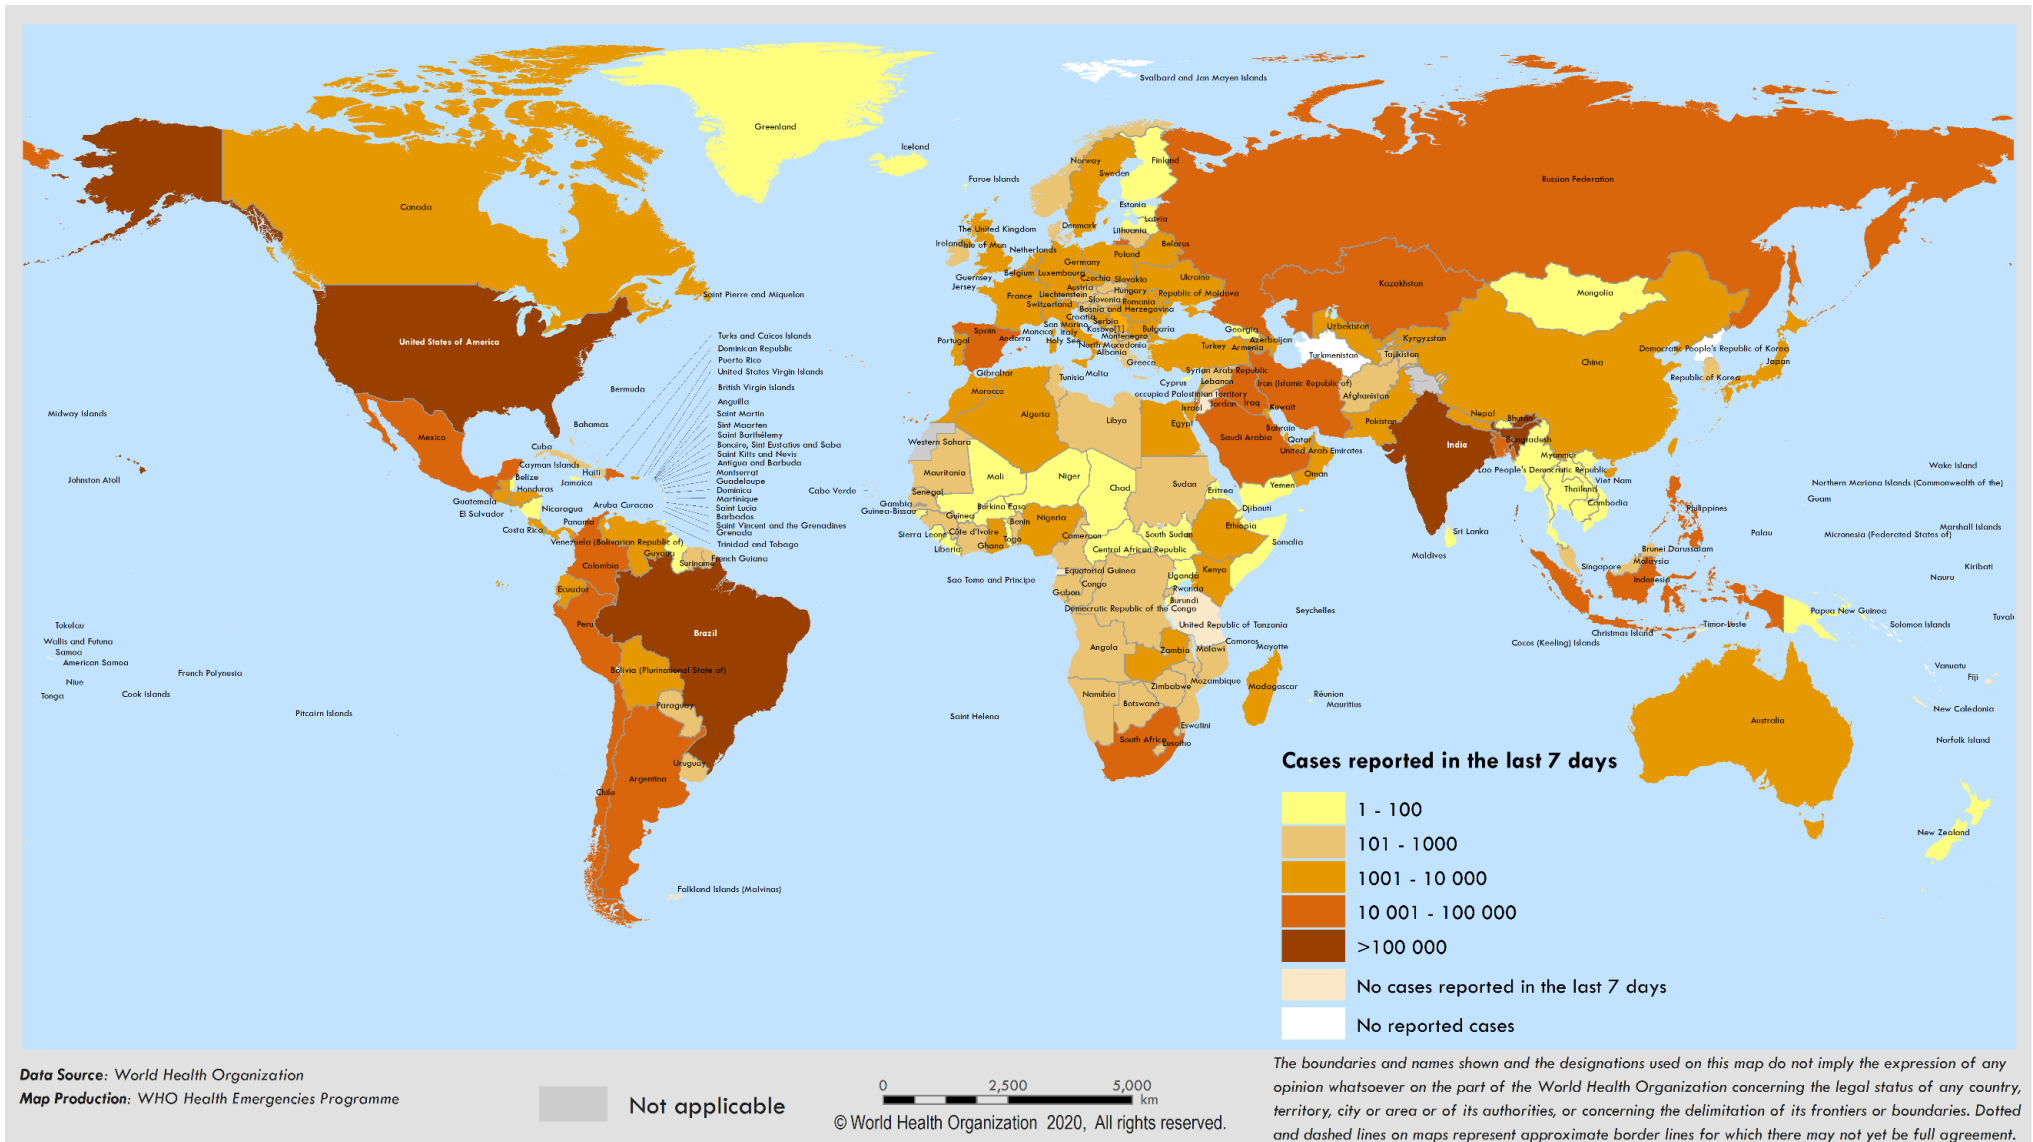 Svalbard and Jan Mayen Islands
Greenland
Iceland
Faroe Islands
Norway
Sweden
Finland
Russian Federation
Canada
Estonia
Latvia
Lithuania
Denmark
The United Kingdom
Ireland
Isle of Man
Netherlands
Belarus
Poland
Germany
Belgium
Luxembourg
Guernsey
Jersey
Czechia
Slovakia
Ukraine
Austria
Hungary
France
Liechtenstein
Switzerland
Slovenia
Romania
Republic of Moldova
Bosnia and Herzegovina
Croatia
Serbia
San Marino
Monaco
Italy
Kosovo[1]
Bulgaria
Montenegro
Holy See
North Macedonia
Albania
Greece
Spain
Andorra
Portugal
Gibraltar
Malta
Tunisia
Kazakhstan
Mongolia
Uzbekistan
Georgia
Azerbaijan
Armenia
Turkey
Kyrgyzstan
Turkmenistan
Tajikistan
China
Democratic People's Republic of Korea
Japan
Republic of Korea
Saint Pierre and Miquelon
United States of America
Bermuda
Midway Islands
Johnston Atoll
Mexico
Bahamas
Cuba
Cayman Islands
Haiti
Belize
Jamaica
Honduras
Guatemala
El Salvador
Nicaragua
Costa Rica
Panama
Aruba
Curacao
Turks and Caicos Islands
Dominican Republic
Puerto Rico
United States Virgin Islands
British Virgin Islands
Anguilla
Saint Martin
Sint Maarten
Saint Barthélemy
Bonaire, Sint Eustatius and Saba
Saint Kitts and Nevis
Antigua and Barbuda
Montserrat
Guadeloupe
Dominica
Martinique
Saint Lucia
Barbados
Saint Vincent and the Grenadines
Grenada
Trinidad and Tobago
Venezuela (Bolivarian Republic of)
Guyana
Suriname
French Guiana
Colombia
Ecuador
Peru
Brazil
Bolivia (Plurinational State of)
Paraguay
Uruguay
Argentina
Chile
Falkland Islands (Malvinas)
Cyprus
Syrian Arab Republic
Lebanon
occupied Palestinian territory
Israel
Jordan
Iraq
Iran (Islamic Republic of)
Kuwait
Afghanistan
Pakistan
Bahrain
Qatar
Saudi Arabia
United Arab Emirates
Oman
Yemen
India
Nepal
Bhutan
Bangladesh
Myanmar
Lao People's Democratic Republic
Viet Nam
Thailand
Cambodia
Sri Lanka
Maldives
Philippines
Brunei Darussalam
Malaysia
Singapore
Indonesia
Timor-Leste
Christmas Island
Cocos (Keeling) Islands
Papua New Guinea
Wake Island
Northern Mariana Islands (Commonwealth of the)
Guam
Marshall Islands
Micronesia (Federated States of)
Palau
Kiribati
Nauru
Tuvalu
Solomon Islands
Vanuatu
Fiji
New Caledonia
Norfolk Island
Australia
New Zealand
Morocco
Algeria
Libya
Egypt
Western Sahara
Mauritania
Mali
Niger
Chad
Sudan
Eritrea
Djibouti
Cabo Verde
Senegal
Gambia
Guinea-Bissau
Guinea
Burkina Faso
Sierra Leone
Liberia
Côte d'Ivoire
Ghana
Togo
Benin
Nigeria
Cameroon
Central African Republic
South Sudan
Ethiopia
Somalia
Sao Tome and Principe
Equatorial Guinea
Gabon
Congo
Democratic Republic of the Congo
Uganda
Kenya
Rwanda
Burundi
United Republic of Tanzania
Seychelles
Comoros
Mayotte
Angola
Zambia
Malawi
Mozambique
Madagascar
Réunion
Mauritius
Namibia
Zimbabwe
Botswana
Eswatini
South Africa
Lesotho
Saint Helena
Tokelau
Wallis and Futuna
Samoa
American Samoa
Niue
Tonga
Cook Islands
French Polynesia
Pitcairn Islands
Cases reported in the last 7 days
1 - 100
101 - 1000
1001 - 10 000
10 001 - 100 000
>100 000
No cases reported in the last 7 days
No reported cases
Data Source: World Health Organization
Map Production: WHO Health Emergencies Programme
Not applicable
0 2,500 5,000
km
© World Health Organization 2020, All rights reserved.
The boundaries and names shown and the designations used on this map do not imply the expression of any
opinion whatsoever on the part of the World Health Organization concerning the legal status of any country,
territory, city or area or of its authorities, or concerning the delimitation of its frontiers or boundaries. Dotted
and dashed lines on maps represent approximate border lines for which there may not yet be full agreement.